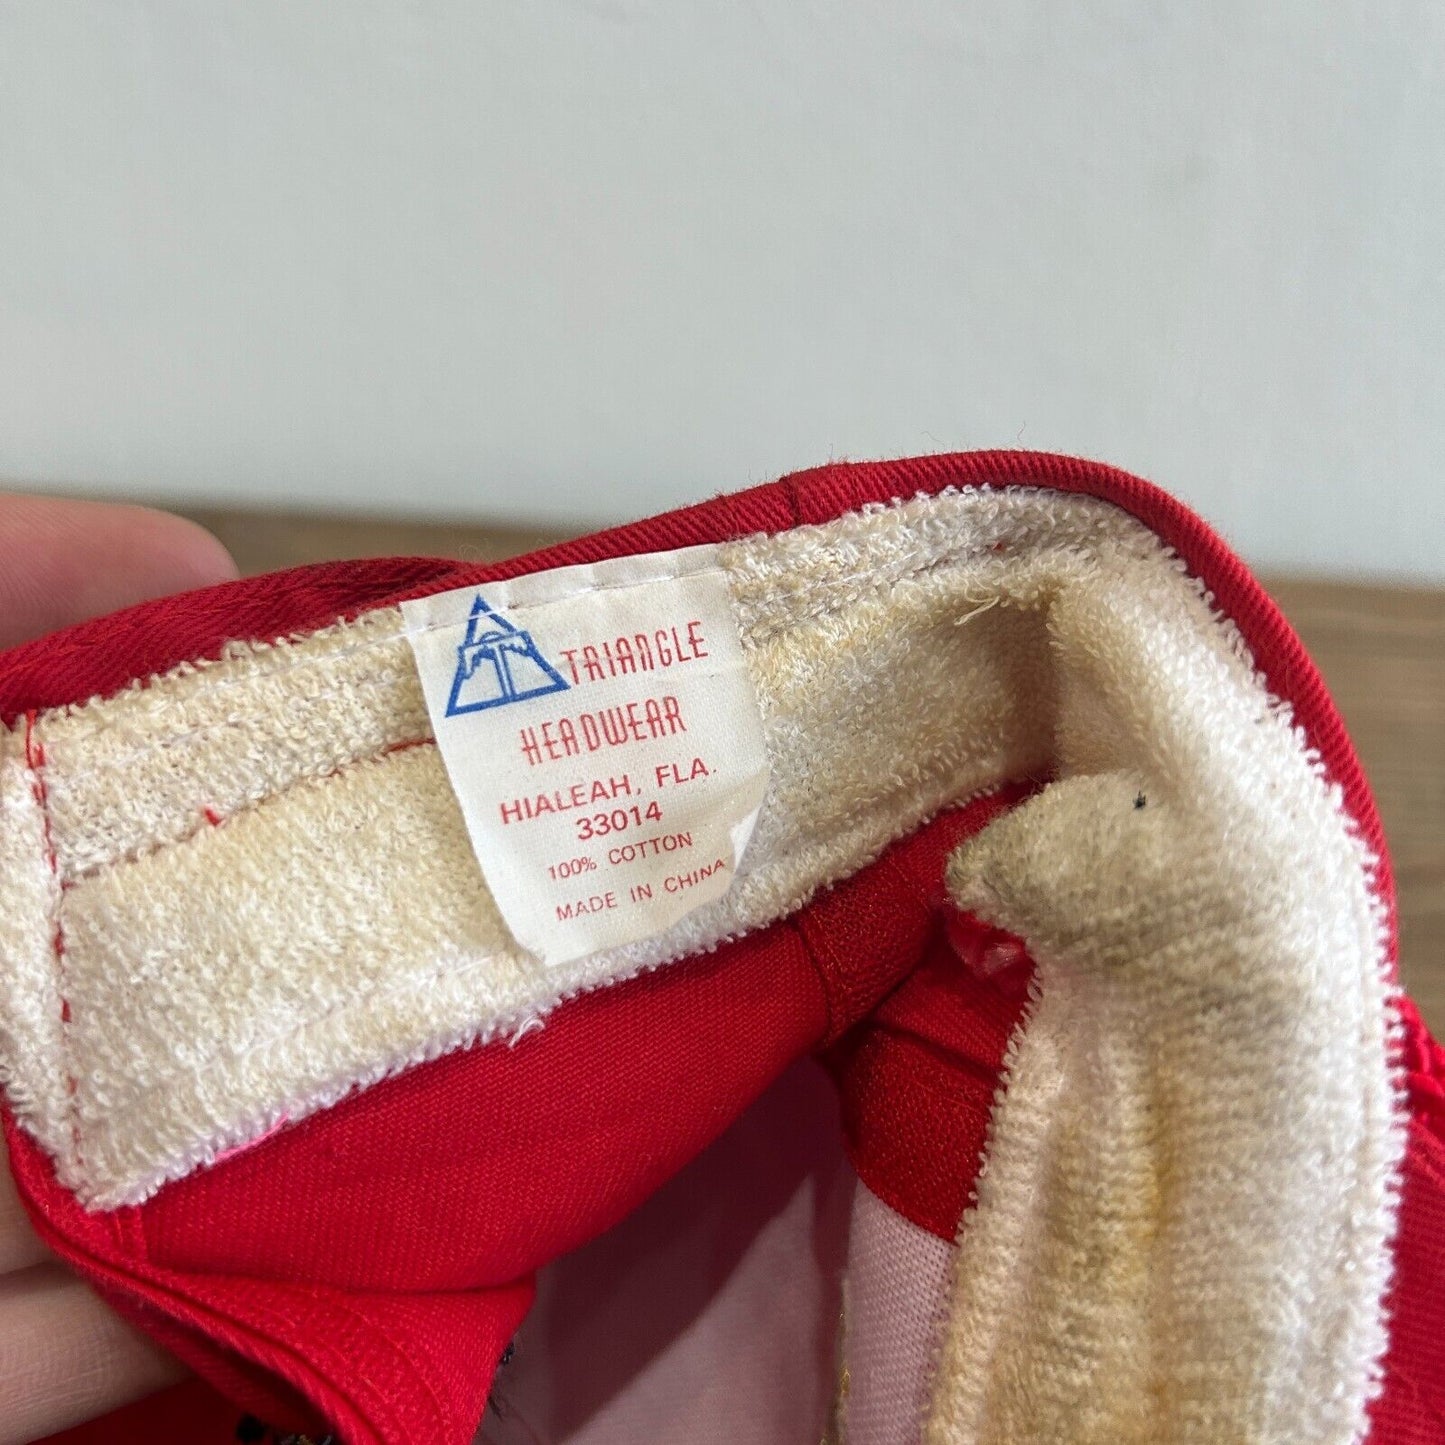 TRIANGLE
HEADWEAR
HIALEAH, FLA.
33014
100% COTTON
MADE IN CHINA